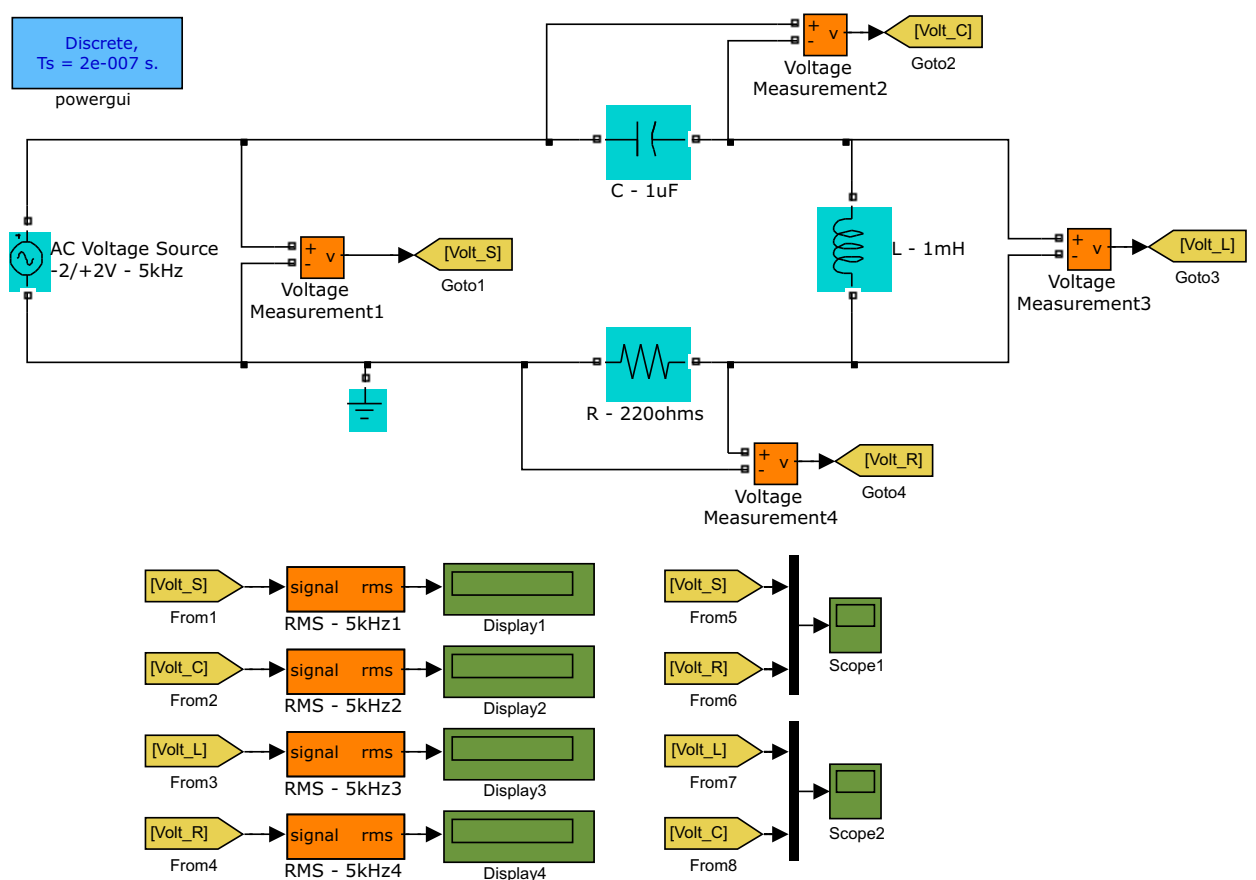 Discrete,
Ts = 2e-007 s.
powergui
+
-
v
[Volt_C]
Voltage
Measurement2
Goto2
C - 1uF
AC Voltage Source
-2/+2V - 5kHz
+
-
v
[Volt_S]
Voltage
Measurement1
Goto1
L - 1mH
+
-
v
[Volt_L]
Voltage
Measurement3
Goto3
R - 220ohms
+
-
v
[Volt_R]
Voltage
Measurement4
Goto4
[Volt_S]
From1
signal rms
RMS - 5kHz1
Display1
[Volt_C]
From2
signal rms
RMS - 5kHz2
Display2
[Volt_L]
From3
signal rms
RMS - 5kHz3
Display3
[Volt_R]
From4
signal rms
RMS - 5kHz4
Display4
[Volt_S]
From5
[Volt_R]
From6
Scope1
[Volt_L]
From7
[Volt_C]
From8
Scope2